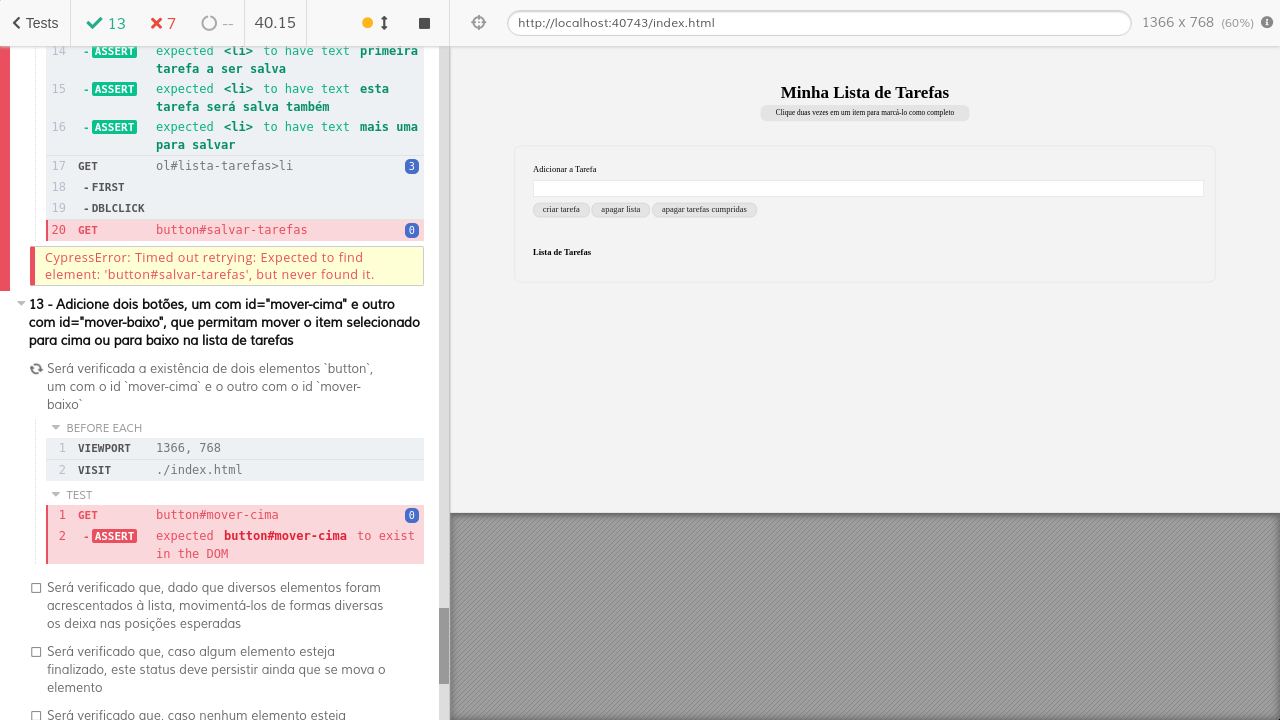 Tests
13
7
--
40.15
http://localhost:40743/index.html
1366 x 768 (60%)
14 - ASSERT expected <li> to have text primeira
tarefa a ser salva
15 - ASSERT expected <li> to have text esta
tarefa será salva também
16 - ASSERT expected <li> to have text mais uma
para salvar
17 GET ol#lista-tarefas>li 3
18 - FIRST
19 - DBLCLICK
20 GET button#salvar-tarefas 0
CypressError: Timed out retrying: Expected to find
element: 'button#salvar-tarefas', but never found it.
13 - Adicione dois botões, um com id="mover-cima" e outro
com id="mover-baixo", que permitam mover o item selecionado
para cima ou para baixo na lista de tarefas
Será verificada a existência de dois elementos `button`,
um com o id `mover-cima` e o outro com o id `mover-
baixo`
BEFORE EACH
1 VIEWPORT 1366, 768
2 VISIT ./index.html
TEST
1 GET button#mover-cima 0
2 - ASSERT expected button#mover-cima to exist
in the DOM
Será verificado que, dado que diversos elementos foram
acrescentados à lista, movimentá-los de formas diversas
os deixa nas posições esperadas
Será verificado que, caso algum elemento esteja
finalizado, este status deve persistir ainda que se mova o
elemento
Será verificado que, caso nenhum elemento esteja
Minha Lista de Tarefas
Clique duas vezes em um item para marcá-lo como completo
Adicionar a Tarefa
criar tarefa
apagar lista
apagar tarefas cumpridas
Lista de Tarefas